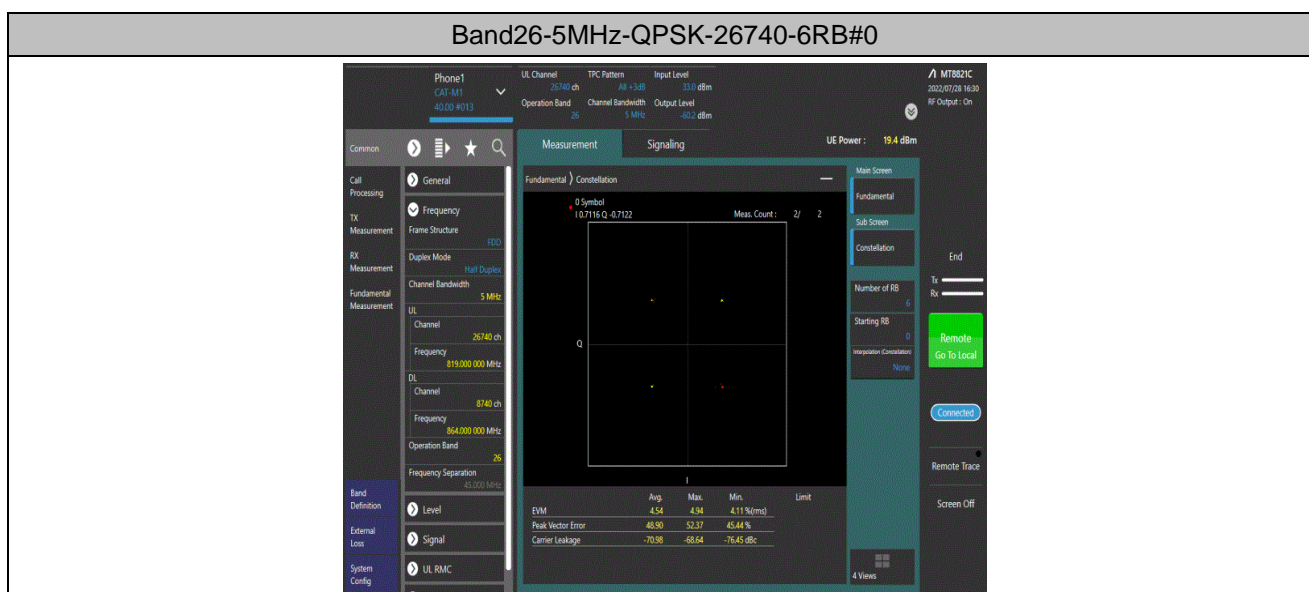 Band26-5MHz-QPSK-26740-6RB#0
Phone1
CAT-M1
40.00 #013
UL Channel TPC Pattern Input Level
26740 ch All +3dB 33.0 dBm
Operation Band Channel Bandwidth Output Level
26 5 MHz -60.2 dBm
MT8821C
2022/07/28 16:30
RF Output : On
Common
Measurement Signaling
UE Power : 19.4 dBm
Call Processing
TX Measurement
RX Measurement
Fundamental Measurement
Band Definition
External Loss
System Config
General
Frequency
Frame Structure
FDD
Duplex Mode
Half Duplex
Channel Bandwidth
5 MHz
UL
Channel
26740 ch
Frequency
819.000 000 MHz
DL
Channel
8740 ch
Frequency
864.000 000 MHz
Operation Band
26
Frequency Separation
45.000 MHz
Level
Signal
UL RMC
Fundamental Constellation
0 Symbol
I 0.7116 Q -0.7122
Meas. Count : 2/ 2
Q
I
Avg. Max. Min. Limit
EVM 4.54 4.94 4.11 %(rms)
Peak Vector Error 48.90 52.37 45.44 %
Carrier Leakage -70.98 -68.64 -76.45 dBc
Main Screen
Fundamental
Sub Screen
Constellation
Number of RB
6
Starting RB
0
Interpolation (Constellation)
None
4 Views
End
Tx
Rx
Remote
Go To Local
Connected
Remote Trace
Screen Off